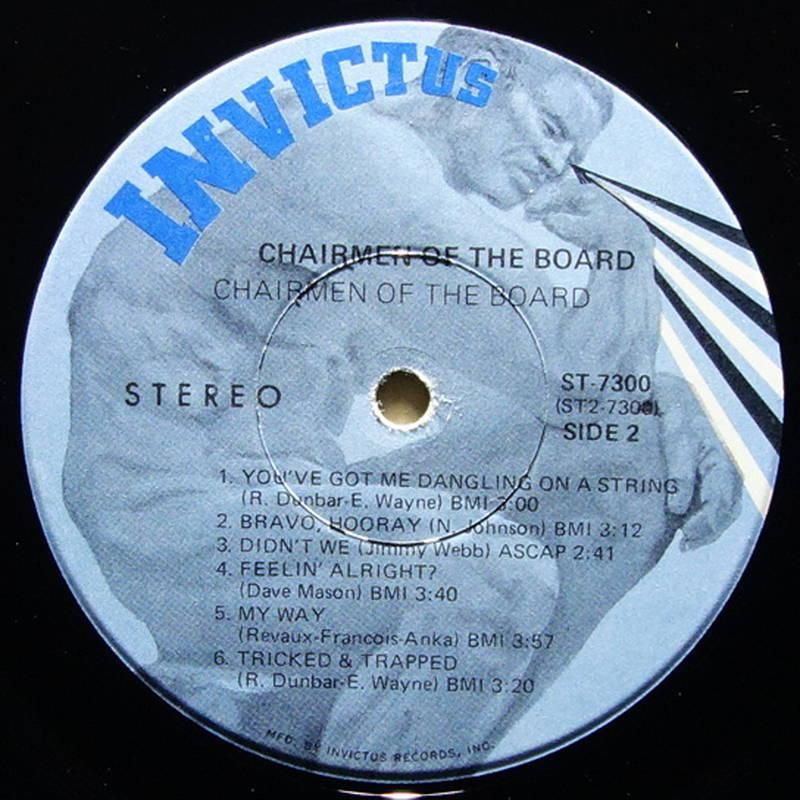 INVICTUS
CHAIRMEN OF THE BOARD
CHAIRMEN OF THE BOARD
STEREO
ST-7300
(ST2-7300)
SIDE 2
1. YOU'VE GOT ME DANGLING ON A STRING
(R. Dunbar-E. Wayne) BMI 3:00
2. BRAVO, HOORAY (N. Johnson) BMI 3:12
3. DIDN'T WE (Jimmy Webb) ASCAP 2:41
4. FEELIN' ALRIGHT?
(Dave Mason) BMI 3:40
5. MY WAY
(Revaux-Francois-Anka) BMI 3:57
6. TRICKED & TRAPPED
(R. Dunbar-E. Wayne) BMI 3:20
MFD. BY INVICTUS RECORDS, INC.